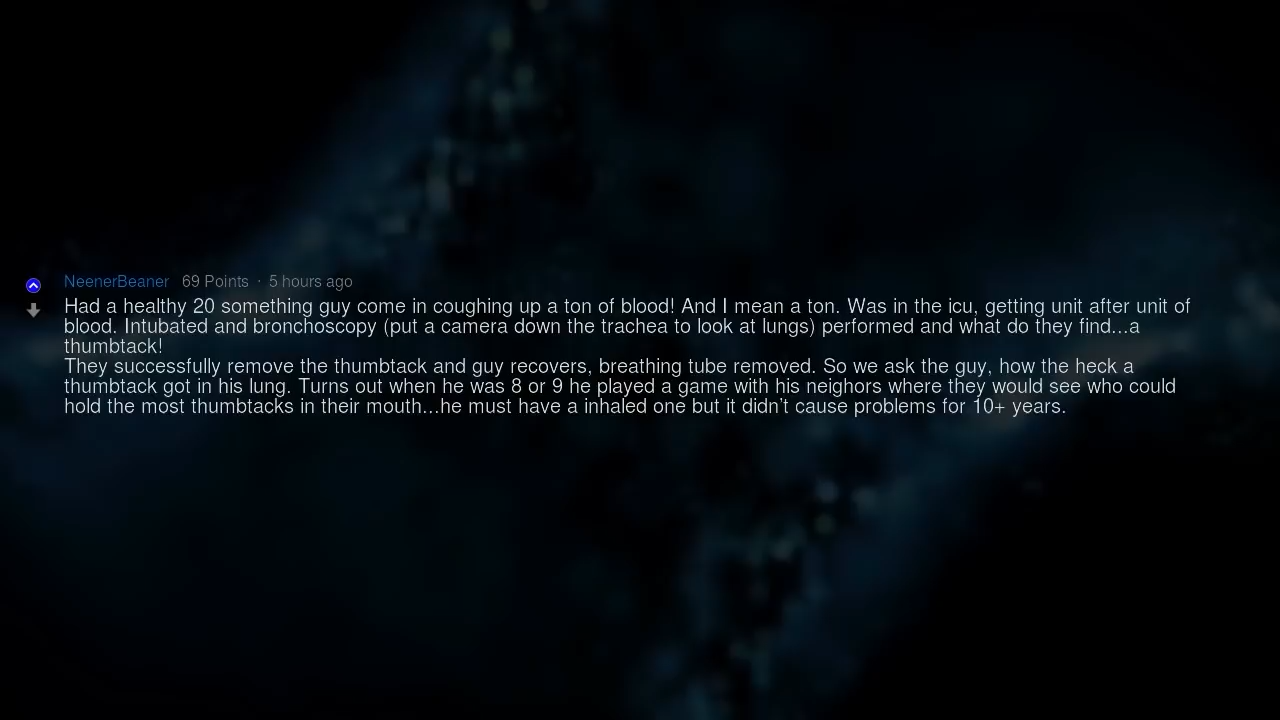 NeenerBeaner 69 Points · 5 hours ago
Had a healthy 20 something guy come in coughing up a ton of blood! And I mean a ton. Was in the icu, getting unit after unit of
blood. Intubated and bronchoscopy (put a camera down the trachea to look at lungs) performed and what do they find...a
thumbtack!
They successfully remove the thumbtack and guy recovers, breathing tube removed. So we ask the guy, how the heck a
thumbtack got in his lung. Turns out when he was 8 or 9 he played a game with his neighors where they would see who could
hold the most thumbtacks in their mouth...he must have a inhaled one but it didn't cause problems for 10+ years.